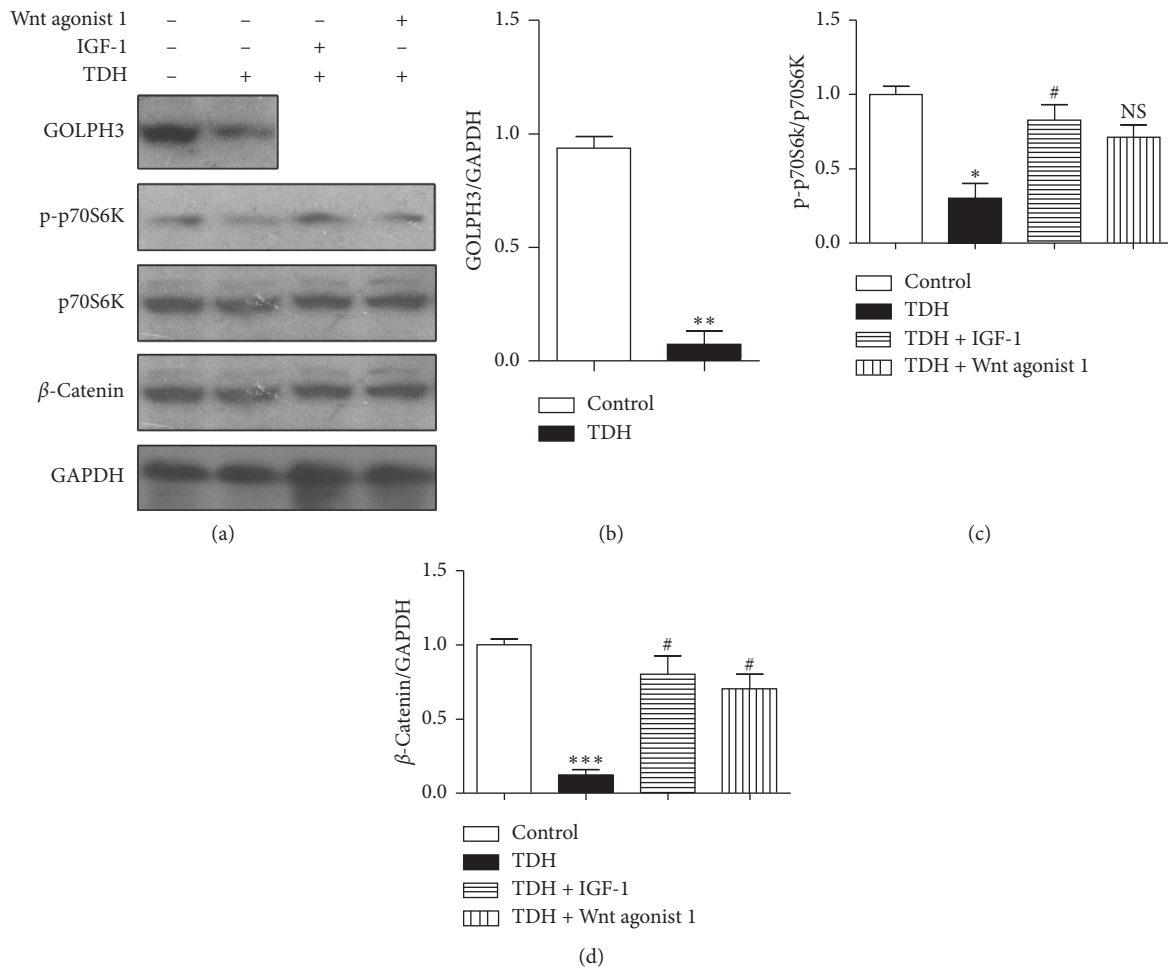 Wnt agonist 1 – – – +
IGF-1 – – + –
TDH – + + +
GOLPH3
p-p70S6K
p70S6K
β-Catenin
GAPDH
(a)
GOLPH3/GAPDH
1.5
1.0
0.5
0.0
**
Control
TDH
(b)
p-p70S6k/p70S6K
1.5
1.0
0.5
0.0
*
#
NS
Control
TDH
TDH + IGF-1
TDH + Wnt agonist 1
(c)
β-Catenin/GAPDH
1.5
1.0
0.5
0.0
***
#
#
Control
TDH
TDH + IGF-1
TDH + Wnt agonist 1
(d)